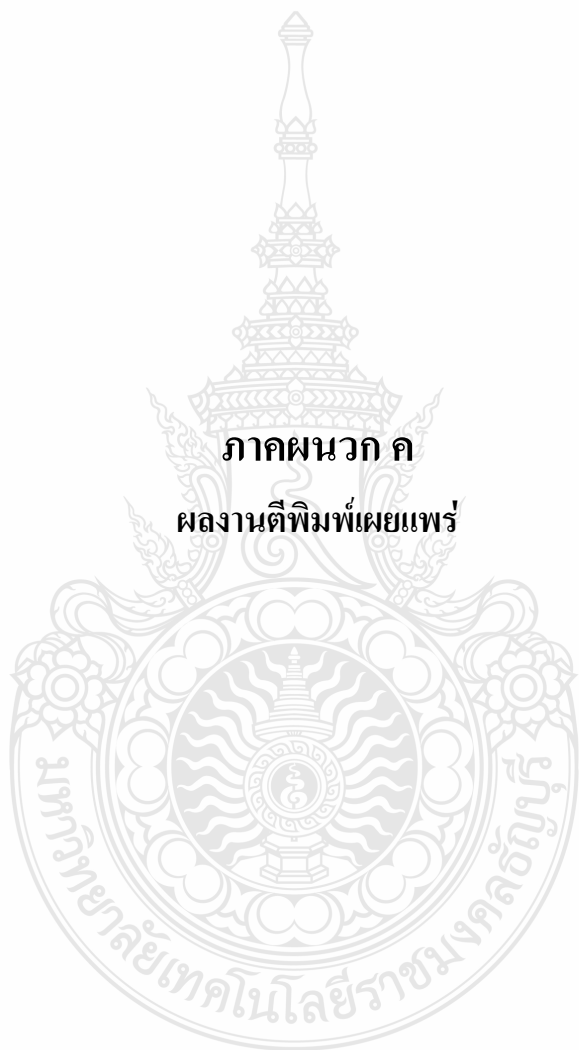 ภาคผนวก ค
ผลงานตีพิมพ์เผยแพร่
มหาวิทยาลัยเทคโนโลยีราชมงคลธัญบุรี